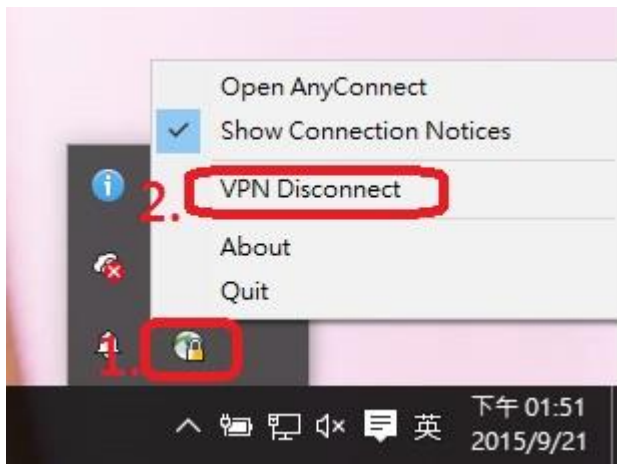 Open AnyConnect
Show Connection Notices
2.
VPN Disconnect
About
Quit
1.
英
下午 01:51
2015/9/21